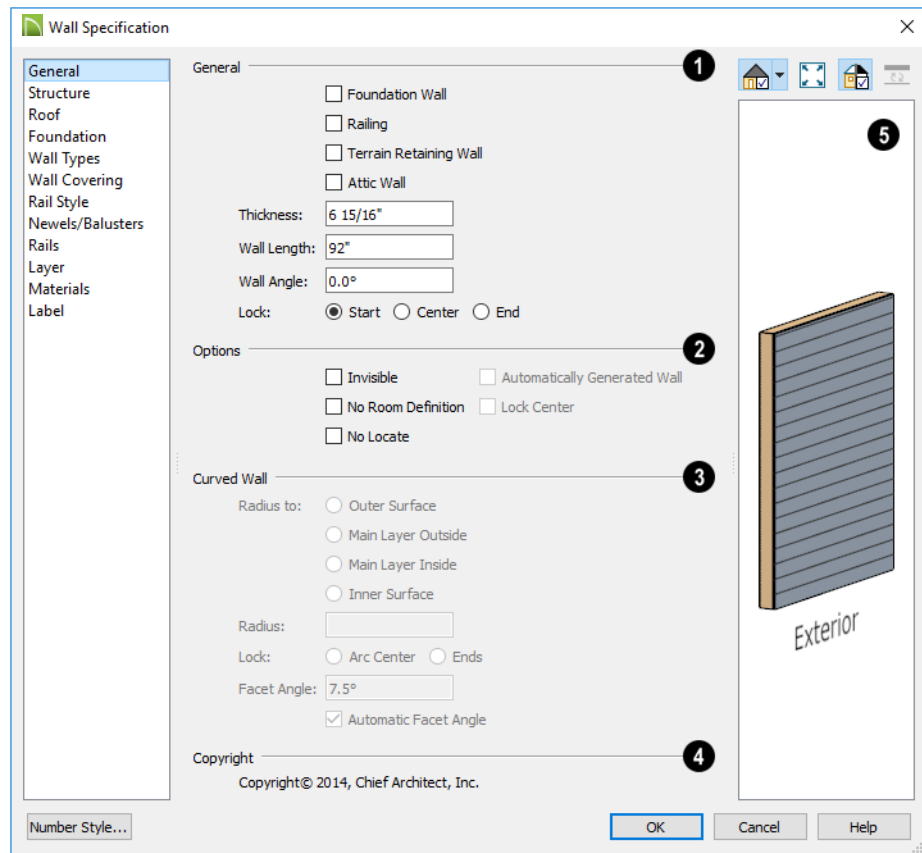 Wall Specification
General
Structure
Roof
Foundation
Wall Types
Wall Covering
Rail Style
Newels/Balusters
Rails
Layer
Materials
Label
General 1
Foundation Wall
Railing
Terrain Retaining Wall
Attic Wall
Thickness: 6 15/16"
Wall Length: 92"
Wall Angle: 0.0°
Lock: Start Center End
Options 2
Invisible Automatically Generated Wall
No Room Definition Lock Center
No Locate
Curved Wall 3
Radius to: Outer Surface
Main Layer Outside
Main Layer Inside
Inner Surface
Radius:
Lock: Arc Center Ends
Facet Angle: 7.5°
Automatic Facet Angle
Copyright 4
Copyright© 2014, Chief Architect, Inc.
5
Exterior
Number Style... OK Cancel Help